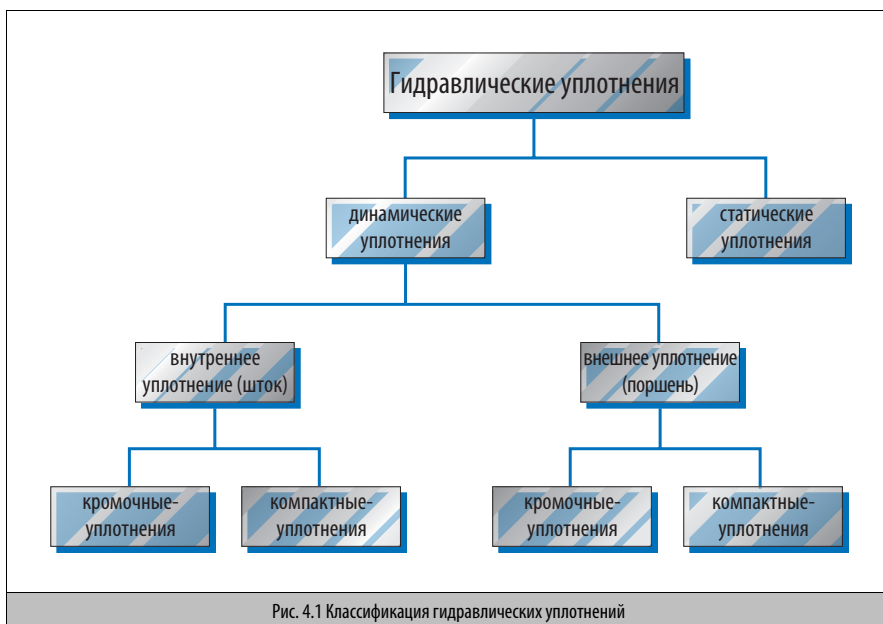 Гидравлические уплотнения
динамические
уплотнения
статические
уплотнения
внутреннее
уплотнение (шток)
внешнее уплотнение
(поршень)
кромочные-
уплотнения
компактные-
уплотнения
кромочные-
уплотнения
компактные-
уплотнения
Рис. 4.1 Классификация гидравлических уплотнений